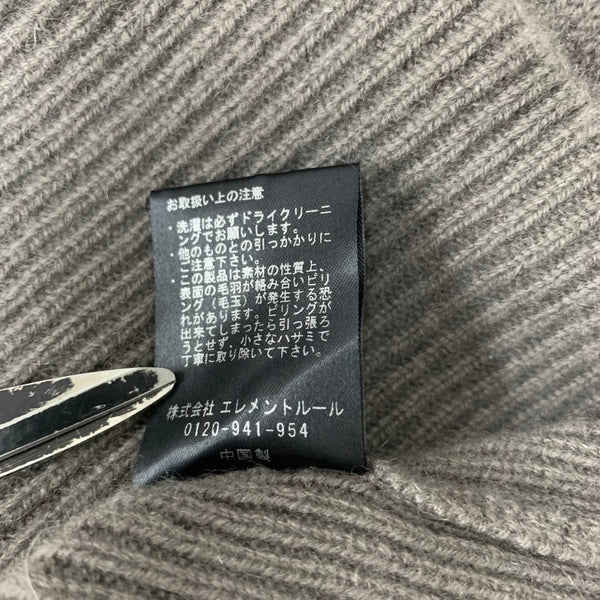 お取扱い上の注意
・洗濯は必ずドライクリーニ
ングでお願いします。
・他のものとの引っかかりに
ご注意下さい。
・この製品は素材の性質上、
表面の毛羽が絡み合いピリ
ング(毛玉)が発生する恐
れがあります。ピリングが
出来てしまったら引っ張ろ
うとせず、小さなハサミで
丁寧に取り除いて下さい。
株式会社 エレメントルール
0120-941-954
中国製